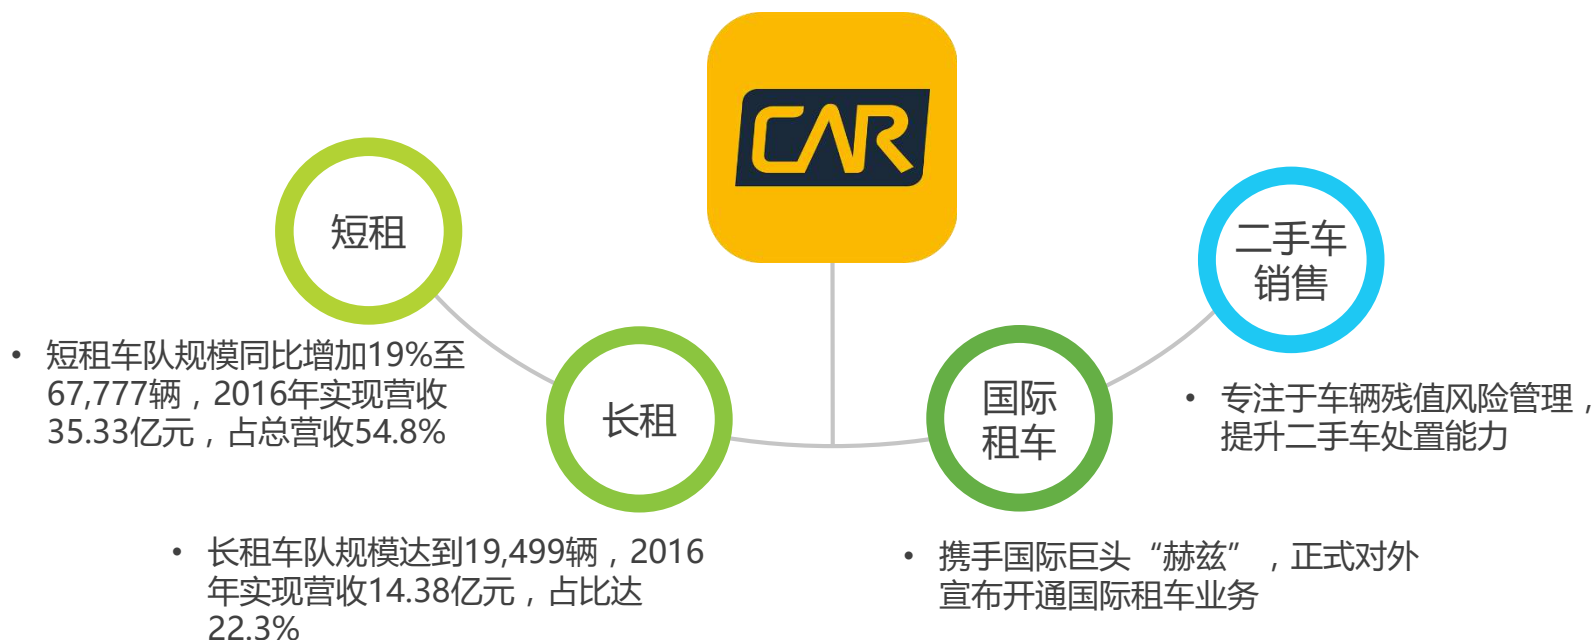 CAR
短租
• 短租车队规模同比增加19%至
67,777辆，2016年实现营收
35.33亿元，占总营收54.8%
长租
• 长租车队规模达到19,499辆，2016
年实现营收14.38亿元，占比达
22.3%
国际
租车
• 携手国际巨头“赫兹”，正式对外
宣布开通国际租车业务
二手车
销售
• 专注于车辆残值风险管理，
提升二手车处置能力